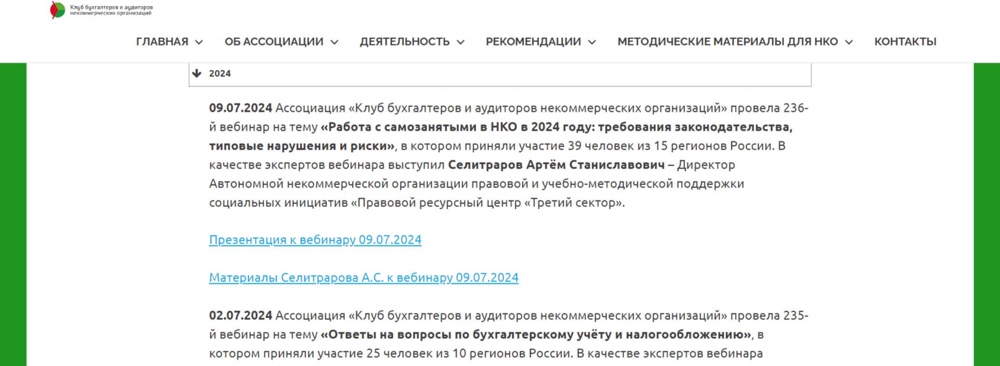 Клуб бухгалтеров и аудиторов
некоммерческих организаций
ГЛАВНАЯ ОБ АССОЦИАЦИИ ДЕЯТЕЛЬНОСТЬ РЕКОМЕНДАЦИИ МЕТОДИЧЕСКИЕ МАТЕРИАЛЫ ДЛЯ НКО КОНТАКТЫ
2024
09.07.2024 Ассоциация «Клуб бухгалтеров и аудиторов некоммерческих организаций» провела 236-
й вебинар на тему «Работа с самозанятыми в НКО в 2024 году: требования законодательства,
типовые нарушения и риски», в котором приняли участие 39 человек из 15 регионов России. В
качестве экспертов вебинара выступил Селитраров Артём Станиславович – Директор
Автономной некоммерческой организации правовой и учебно-методической поддержки
социальных инициатив «Правовой ресурсный центр «Третий сектор».
Презентация к вебинару 09.07.2024
Материалы Селитрарова А.С. к вебинару 09.07.2024
02.07.2024 Ассоциация «Клуб бухгалтеров и аудиторов некоммерческих организаций» провела 235-
й вебинар на тему «Ответы на вопросы по бухгалтерскому учёту и налогообложению», в
котором приняли участие 25 человек из 10 регионов России. В качестве экспертов вебинара